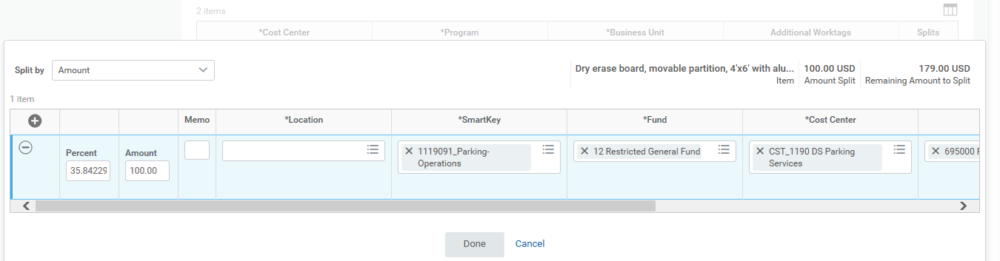 2 items
*Cost Center *Program *Business Unit Additional Worktags Splits
Split by Amount
Dry erase board, movable partition, 4'x6' with alu... 100.00 USD 179.00 USD
Item Amount Split Remaining Amount to Split
1 item
Memo *Location *SmartKey *Fund *Cost Center
Percent Amount
35.84229 100.00
1119091_Parking-
Operations
12 Restricted General Fund
CST_1190 DS Parking
Services
695000
Done Cancel